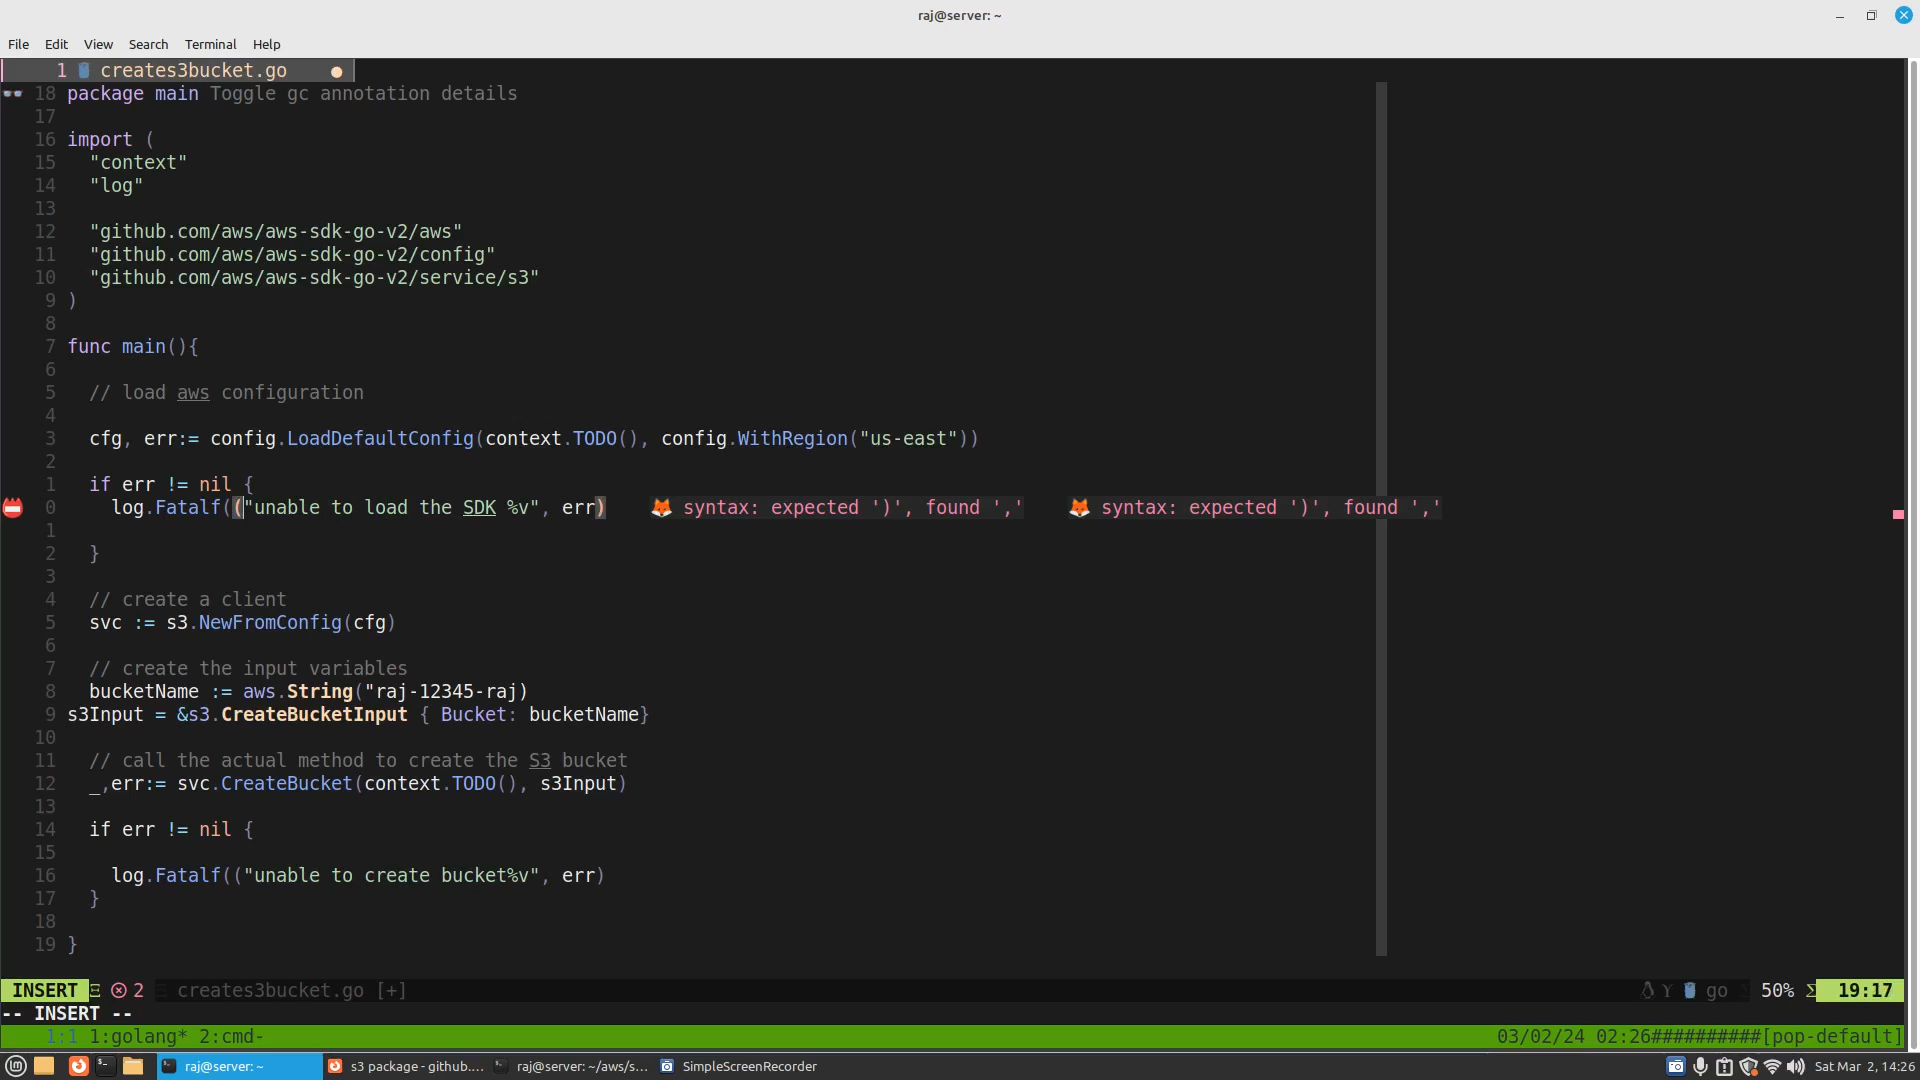 raj@server: ~
File Edit View Search Terminal Help
1 creates3bucket.go ●
18 package main Toggle gc annotation details
17
16 import (
15 "context"
14 "log"
13
12 "github.com/aws/aws-sdk-go-v2/aws"
11 "github.com/aws/aws-sdk-go-v2/config"
10 "github.com/aws/aws-sdk-go-v2/service/s3"
9 )
8
7 func main(){
6
5 // load aws configuration
4
3 cfg, err:= config.LoadDefaultConfig(context.TODO(), config.WithRegion("us-east"))
2
1 if err != nil {
0 log.Fatalf(("unable to load the SDK %v", err) syntax: expected ')', found ',' syntax: expected ')', found ','
1
2 }
3
4 // create a client
5 svc := s3.NewFromConfig(cfg)
6
7 // create the input variables
8 bucketName := aws.String("raj-12345-raj)
9 s3Input = &s3.CreateBucketInput { Bucket: bucketName}
10
11 // call the actual method to create the S3 bucket
12 _,err:= svc.CreateBucket(context.TODO(), s3Input)
13
14 if err != nil {
15
16 log.Fatalf(("unable to create bucket%v", err)
17 }
18
19 }
INSERT 2 creates3bucket.go [+] go 50% 19:17
-- INSERT --
1:1 1:golang* 2:cmd- 03/02/24 02:26##########[pop-default]
raj@server: ~ s3 package - github.... raj@server: ~/aws/s... SimpleScreenRecorder Sat Mar 2, 14:26